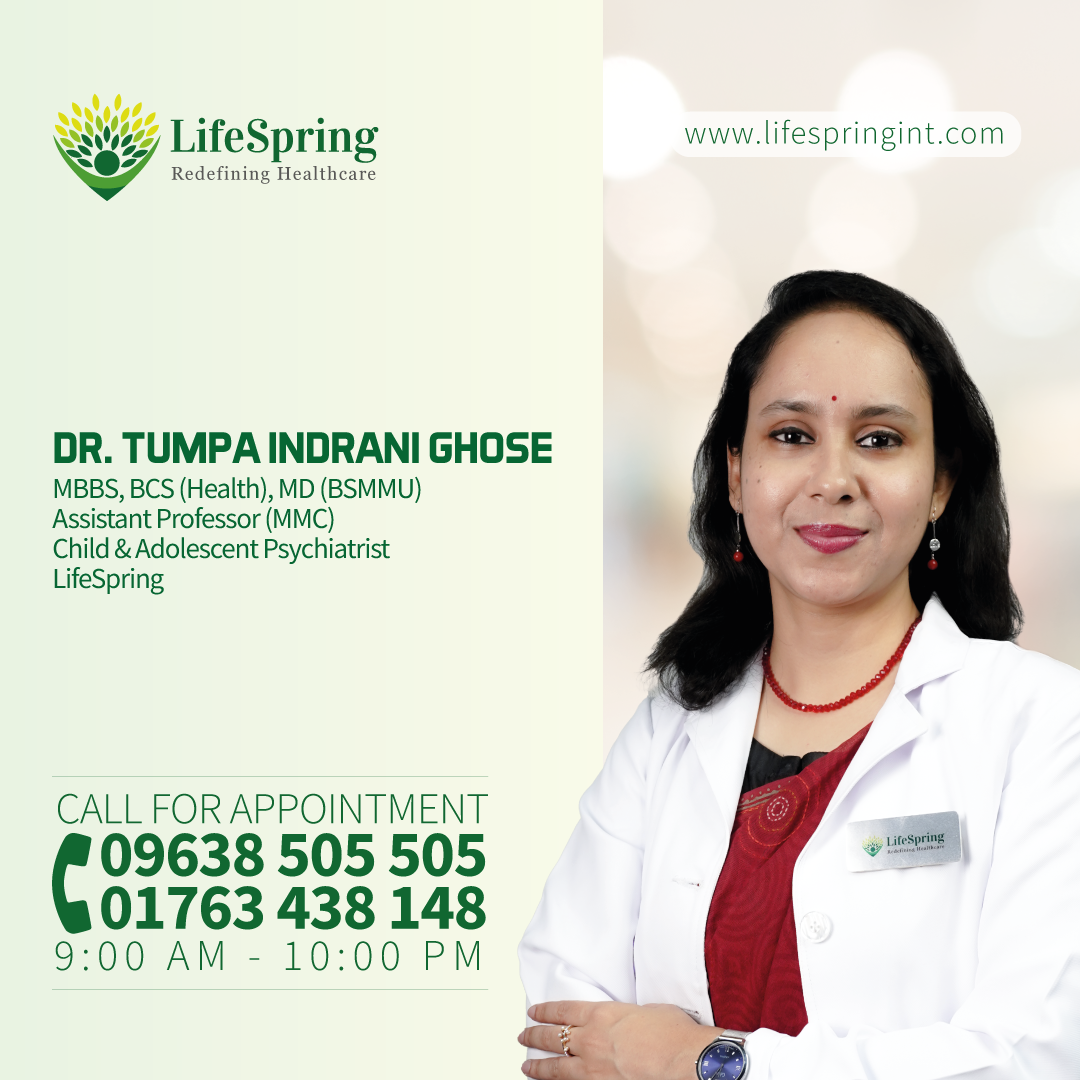 LifeSpring
Redefining Healthcare
www.lifespringint.com
DR. TUMPA INDRANI GHOSE
MBBS, BCS (Health), MD (BSMMU)
Assistant Professor (MMC)
Child & Adolescent Psychiatrist
LifeSpring
CALL FOR APPOINTMENT
09638 505 505
01763 438 148
9:00 AM - 10:00 PM
LifeSpring
Redefining Healthcare